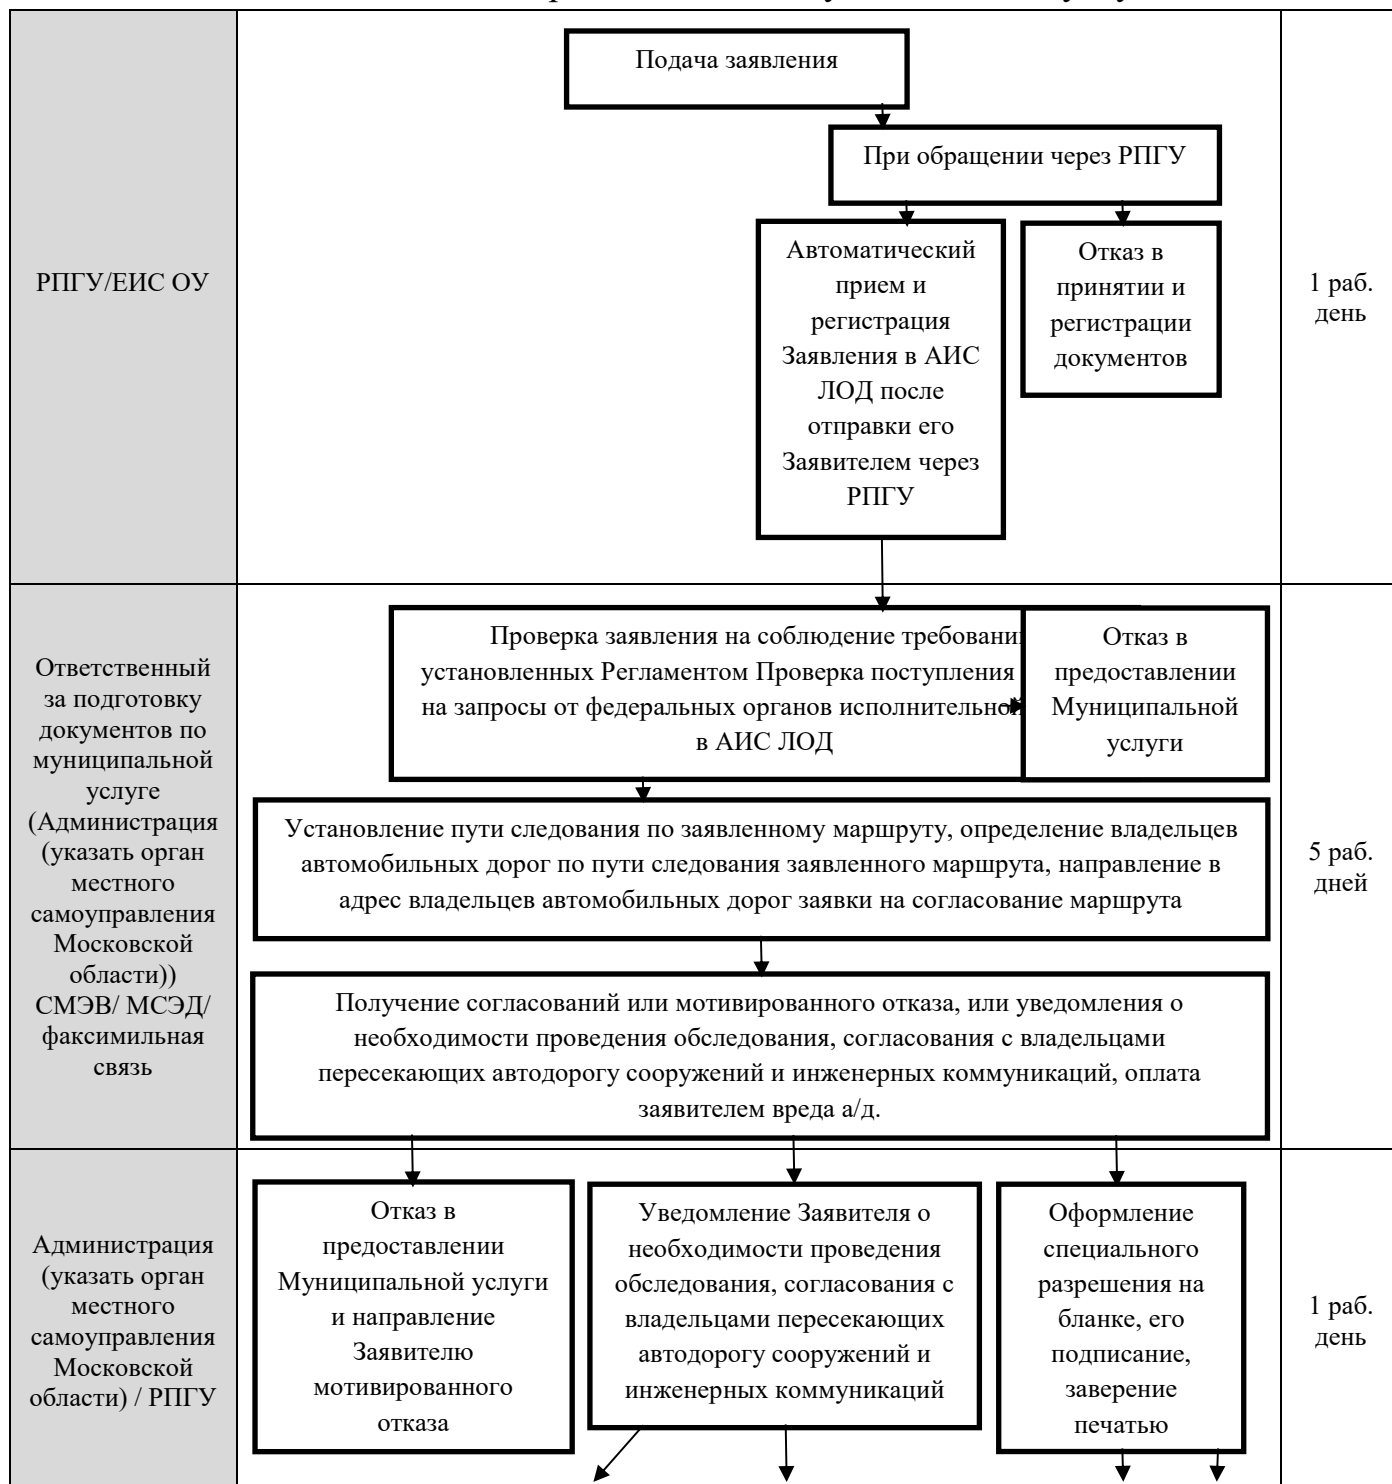 РПГУ/ЕИС ОУ
Подача заявления
При обращении через РПГУ
Автоматический
прием и
регистрация
Заявления в АИС
ЛОД после
отправки его
Заявителем через
РПГУ
Отказ в
принятии и
регистрации
документов
1 раб.
день
Ответственный
за подготовку
документов по
муниципальной
услуге
(Администрация
(указать орган
местного
самоуправления
Московской
области))
СМЭВ/ МСЭД/
факсимильная
связь
Проверка заявления на соблюдение
установленных Регламентом Проверка поступления
на запросы от федеральных органов
в АИС ЛОД
Отказ в
предоставлении
Муниципальной
услуги
Установление пути следования по заявленному маршруту, определение владельцев
автомобильных дорог по пути следования заявленного маршрута, направление в
адрес владельцев автомобильных дорог заявки на согласование маршрута
Получение согласований или мотивированного отказа, или уведомления о
необходимости проведения обследования, согласования с владельцами
пересекающих автодорогу сооружений и инженерных коммуникаций, оплата
заявителем вреда а/д.
5 раб.
дней
Администрация
(указать орган
местного
самоуправления
Московской
области) / РПГУ
Отказ в
предоставлении
Муниципальной услуги
и направление
Заявителю
мотивированного
отказа
Уведомление Заявителя о
необходимости проведения
обследования, согласования с
владельцами пересекающих
автодорогу сооружений и
инженерных коммуникаций
Оформление
специального
разрешения на
бланке, его
подписание,
заверение
печатью
1 раб.
день